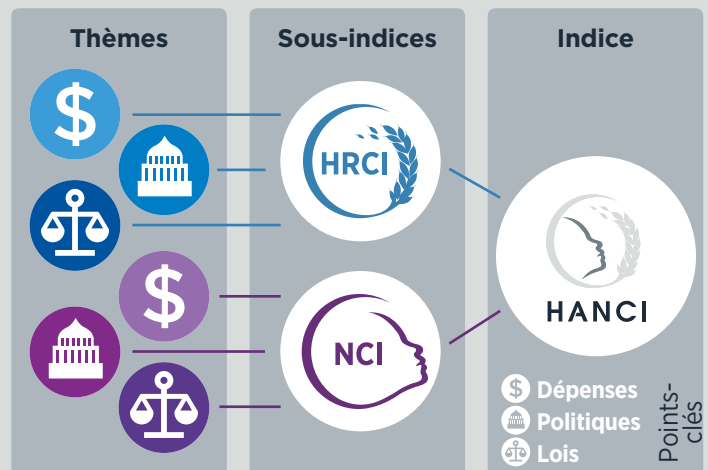 Thèmes
Sous-indices
Indice
$
HRCI
$
NCI
HANCI
$ Dépenses
Politiques
Lois
Points-
clés